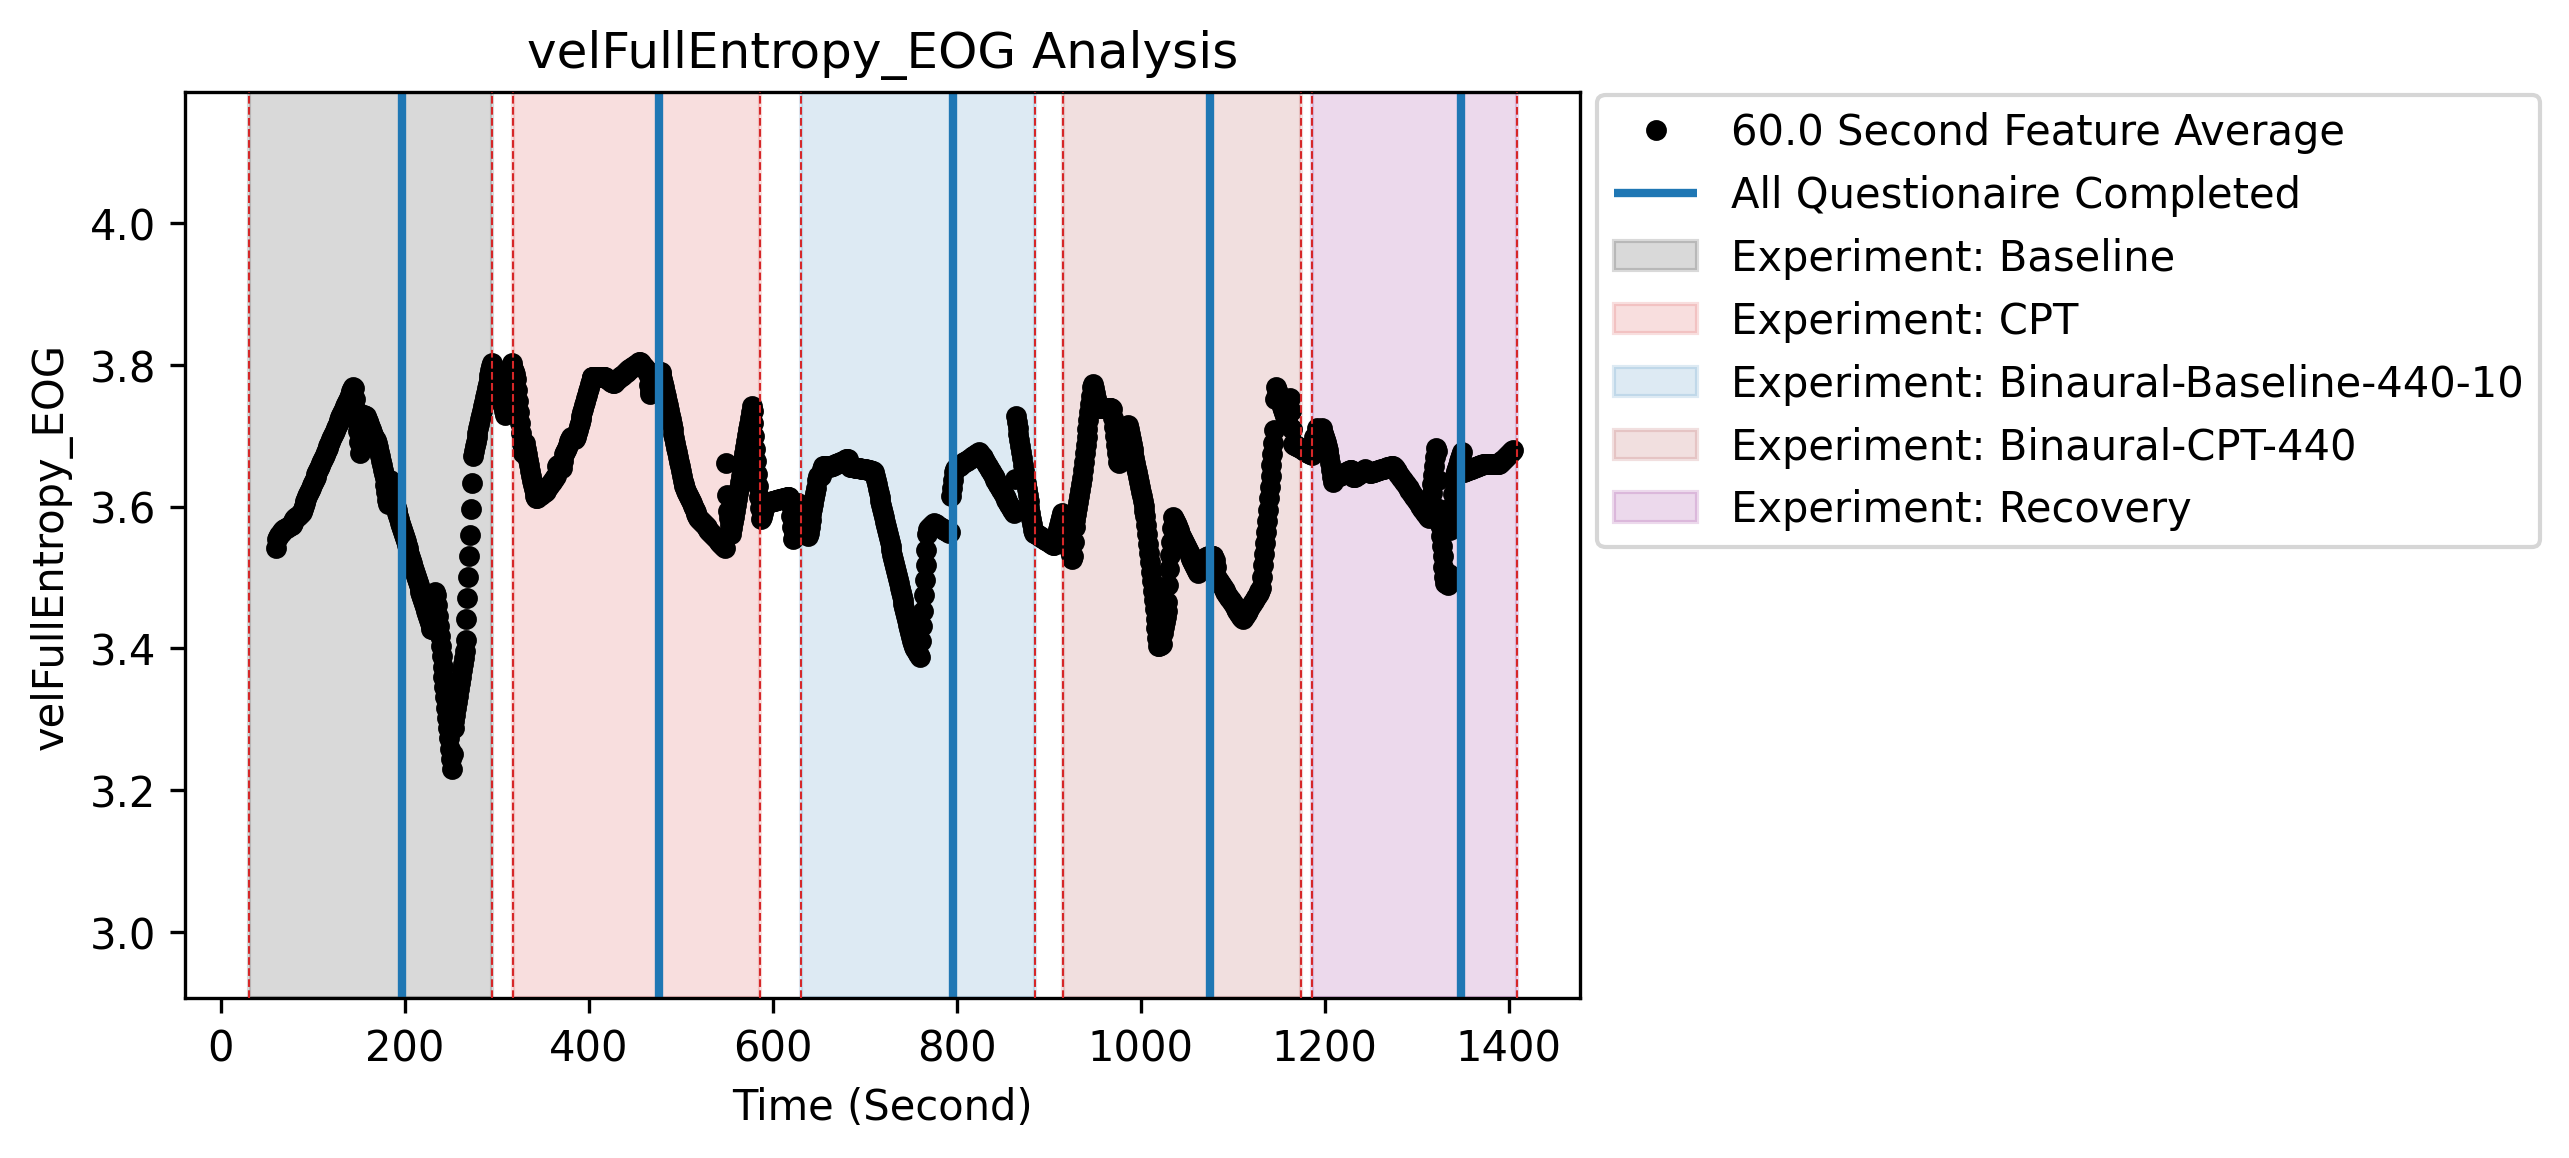 velFullEntropy_EOG Analysis
velFullEntropy_EOG
4.0
3.8
3.6
3.4
3.2
3.0
0 200 400 600 800 1000 1200 1400
Time (Second)
60.0 Second Feature Average
All Questionaire Completed
Experiment: Baseline
Experiment: CPT
Experiment: Binaural-Baseline-440-10
Experiment: Binaural-CPT-440
Experiment: Recovery